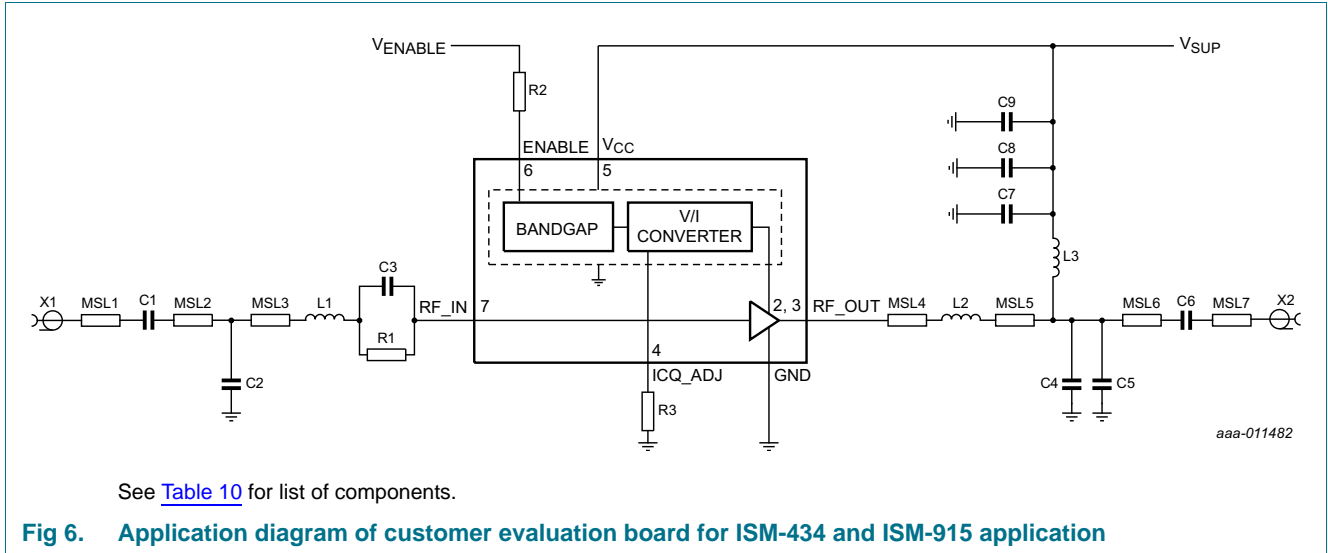 VENABLE
VSUP
R2
C9
C8
C7
ENABLE
VCC
6
5
BANDGAP
V/I
CONVERTER
L3
X1
MSL1
C1
MSL2
MSL3
L1
C3
R1
RF_IN
7
2, 3
RF_OUT
MSL4
L2
MSL5
MSL6
C6
MSL7
X2
C2
4
ICQ_ADJ
GND
R3
C4
C5
aaa-011482
See Table 10 for list of components.
Fig 6. Application diagram of customer evaluation board for ISM-434 and ISM-915 application